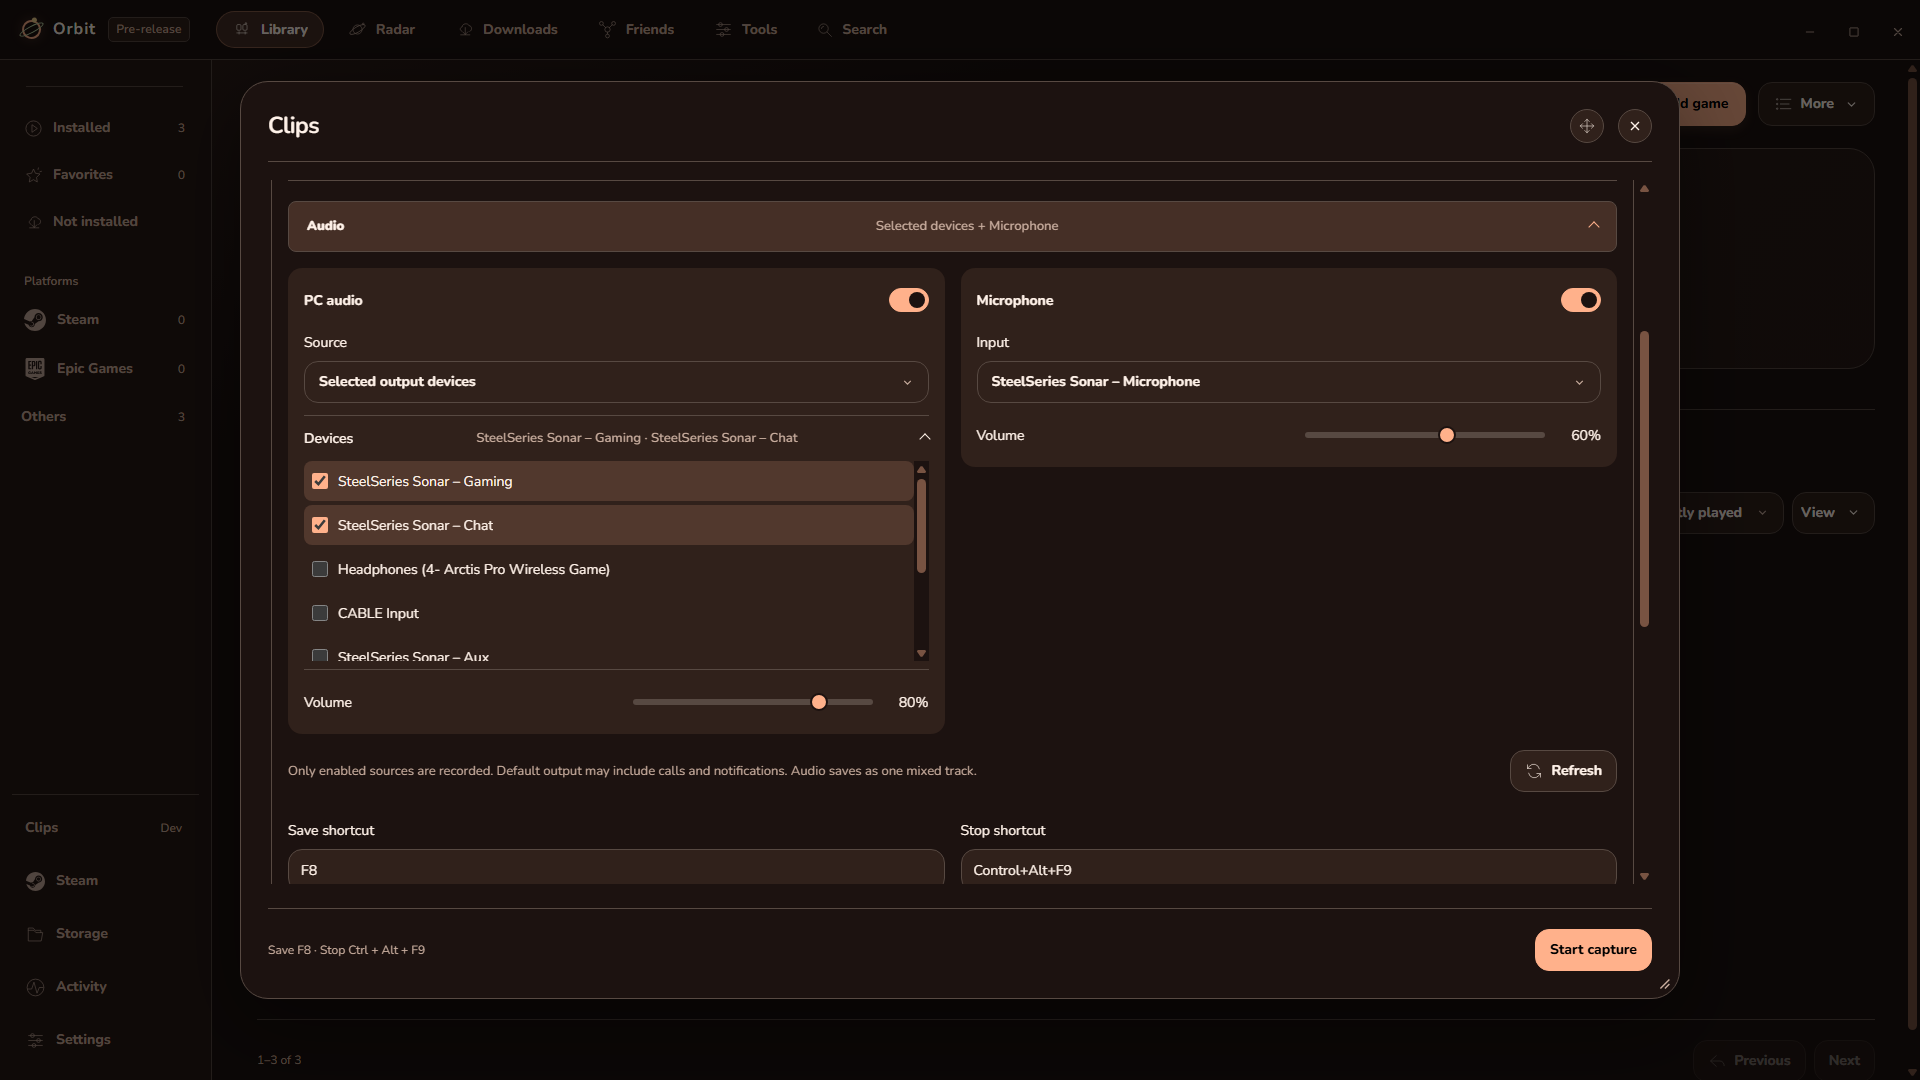 Orbit
Pre-release
Library
Radar
Downloads
Friends
Tools
Search
Installed 3
Favorites 0
Not installed
Platforms
Steam 0
EPIC
Epic Games 0
Others 3
Clips Dev
Steam
Storage
Activity
Settings
d game
More
Clips
Audio
Selected devices + Microphone
PC audio
Source
Selected output devices
Devices
SteelSeries Sonar – Gaming · SteelSeries Sonar – Chat
SteelSeries Sonar – Gaming
SteelSeries Sonar – Chat
Headphones (4- Arctis Pro Wireless Game)
CABLE Input
SteelSeries Sonar – Aux
Volume
80%
Microphone
Input
SteelSeries Sonar – Microphone
Volume
60%
Only enabled sources are recorded. Default output may include calls and notifications. Audio saves as one mixed track.
Refresh
Save shortcut
F8
Stop shortcut
Control+Alt+F9
Save F8 · Stop Ctrl + Alt + F9
Start capture
tly played
View
1–3 of 3
Previous
Next